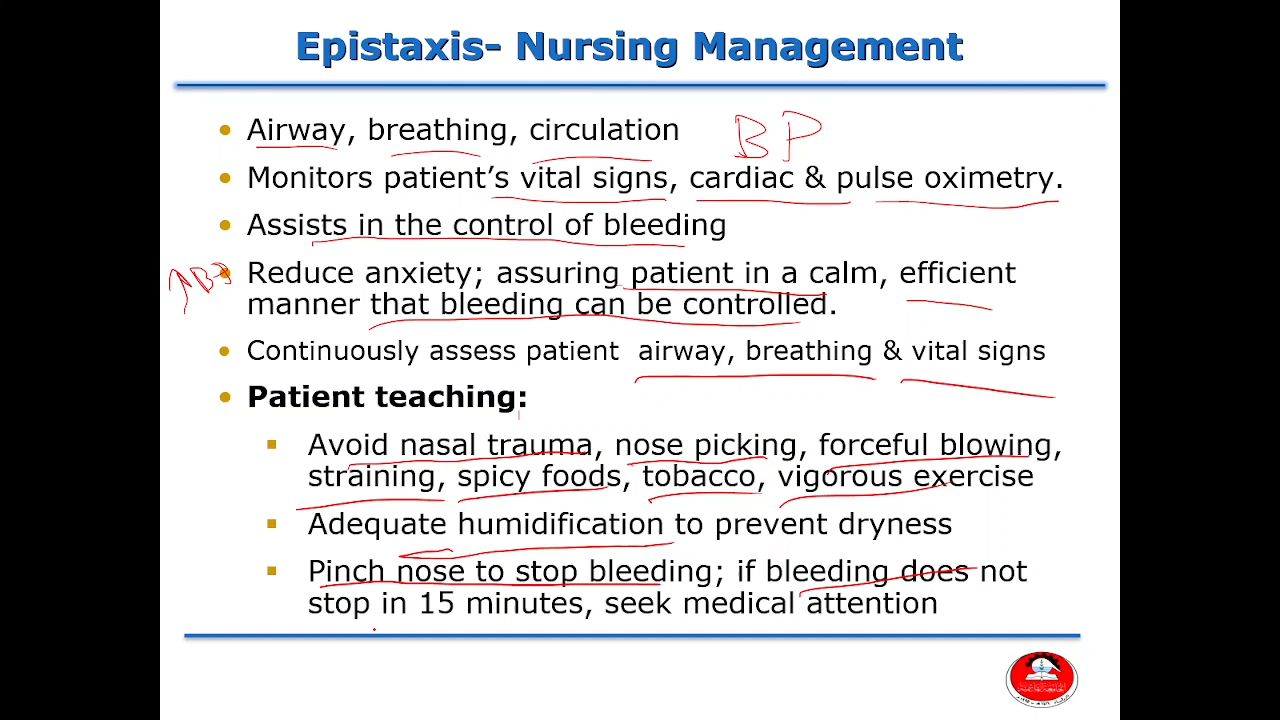 Epistaxis- Nursing Management
• Airway, breathing, circulation BP
• Monitors patient's vital signs, cardiac & pulse oximetry.
• Assists in the control of bleeding
• Reduce anxiety; assuring patient in a calm, efficient
manner that bleeding can be controlled.
• Continuously assess patient airway, breathing & vital signs
• Patient teaching:
▪ Avoid nasal trauma, nose picking, forceful blowing,
straining, spicy foods, tobacco, vigorous exercise
▪ Adequate humidification to prevent dryness
▪ Pinch nose to stop bleeding; if bleeding does not
stop in 15 minutes, seek medical attention